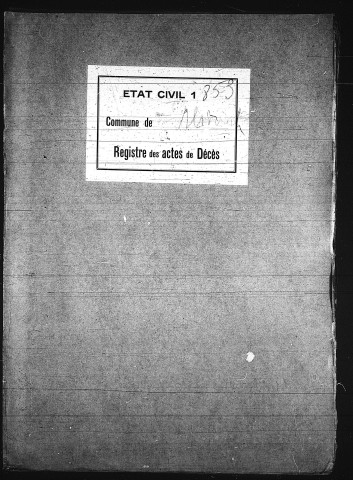 ETAT CIVIL 1853
Commune de
Registre des actes de Décès